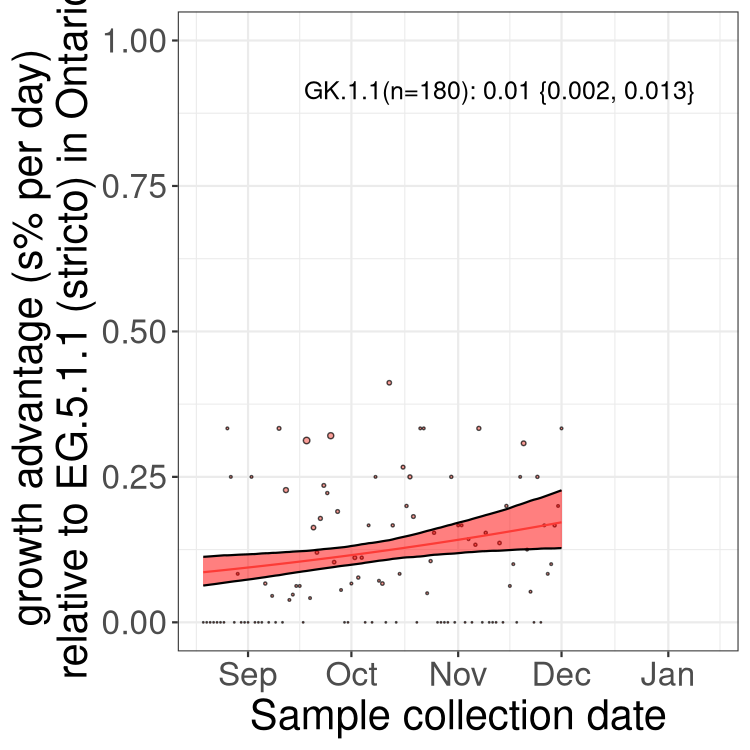 growth advantage (s% per day)
relative to EG.5.1.1 (stricto) in Ontario
1.00
0.75
0.50
0.25
0.00
GK.1.1(n=180): 0.01 {0.002, 0.013}
Sep Oct Nov Dec Jan
Sample collection date